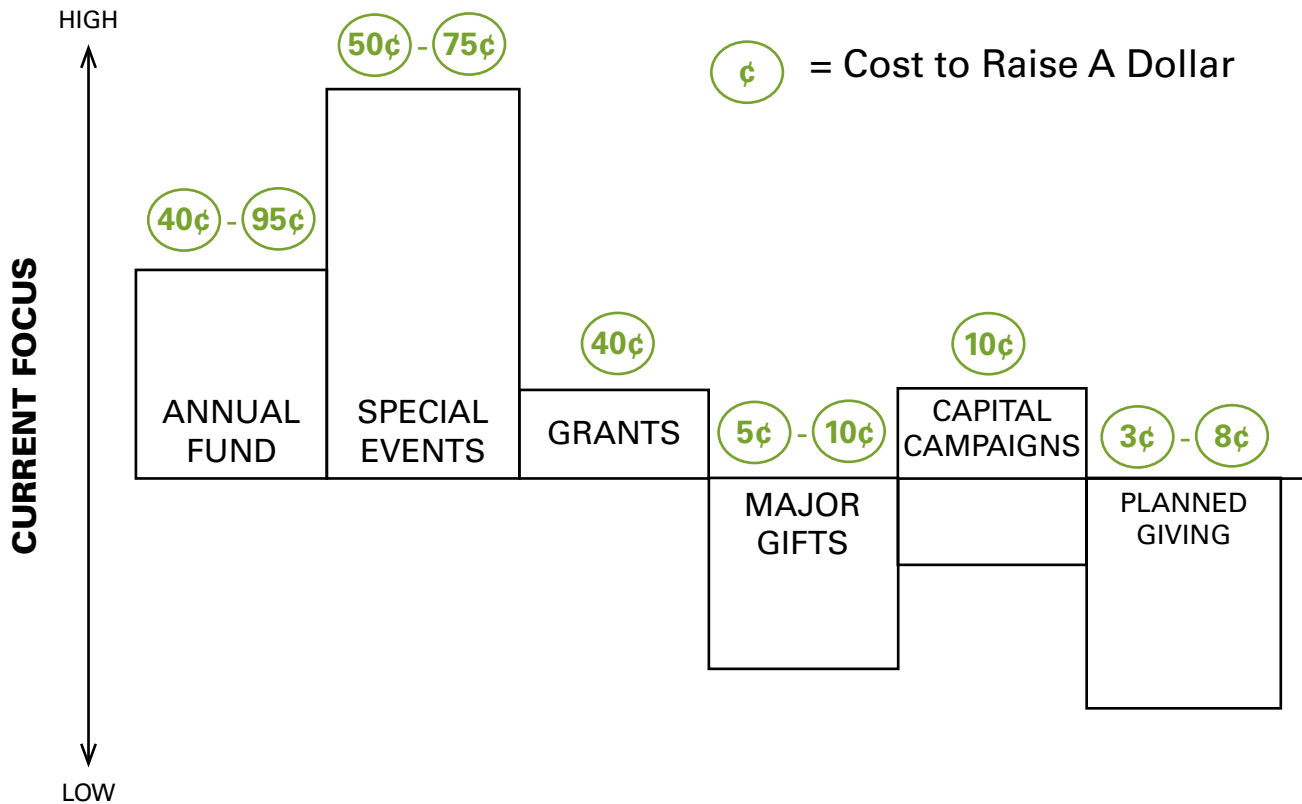 HIGH
50¢ - 75¢
¢ = Cost to Raise A Dollar
40¢ - 95¢
CURRENT FOCUS
40¢
10¢
ANNUAL
FUND
SPECIAL
EVENTS
GRANTS
5¢ - 10¢
CAPITAL
CAMPAIGNS
3¢ - 8¢
MAJOR
GIFTS
PLANNED
GIVING
LOW